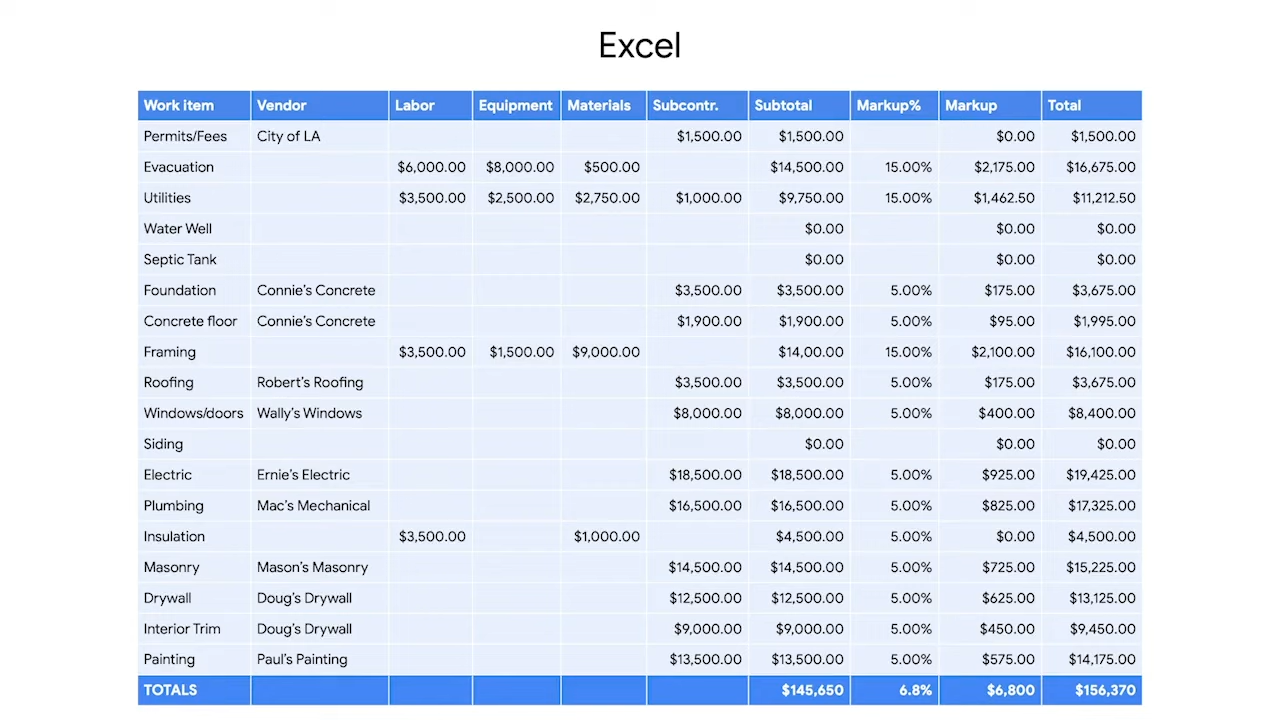 Excel
Work item Vendor Labor Equipment Materials Subcontr. Subtotal Markup% Markup Total
Permits/Fees City of LA $1,500.00 $1,500.00 $0.00 $1,500.00
Evacuation $6,000.00 $8,000.00 $500.00 $14,500.00 15.00% $2,175.00 $16,675.00
Utilities $3,500.00 $2,500.00 $2,750.00 $1,000.00 $9,750.00 15.00% $1,462.50 $11,212.50
Water Well $0.00 $0.00 $0.00
Septic Tank $0.00 $0.00 $0.00
Foundation Connie's Concrete $3,500.00 $3,500.00 5.00% $175.00 $3,675.00
Concrete floor Connie's Concrete $1,900.00 $1,900.00 5.00% $95.00 $1,995.00
Framing $3,500.00 $1,500.00 $9,000.00 $14,00.00 15.00% $2,100.00 $16,100.00
Roofing Robert's Roofing $3,500.00 $3,500.00 5.00% $175.00 $3,675.00
Windows/doors Wally's Windows $8,000.00 $8,000.00 5.00% $400.00 $8,400.00
Siding $0.00 $0.00 $0.00
Electric Ernie's Electric $18,500.00 $18,500.00 5.00% $925.00 $19,425.00
Plumbing Mac's Mechanical $16,500.00 $16,500.00 5.00% $825.00 $17,325.00
Insulation $3,500.00 $1,000.00 $4,500.00 5.00% $0.00 $4,500.00
Masonry Mason's Masonry $14,500.00 $14,500.00 5.00% $725.00 $15,225.00
Drywall Doug's Drywall $12,500.00 $12,500.00 5.00% $625.00 $13,125.00
Interior Trim Doug's Drywall $9,000.00 $9,000.00 5.00% $450.00 $9,450.00
Painting Paul's Painting $13,500.00 $13,500.00 5.00% $575.00 $14,175.00
TOTALS $145,650 6.8% $6,800 $156,370